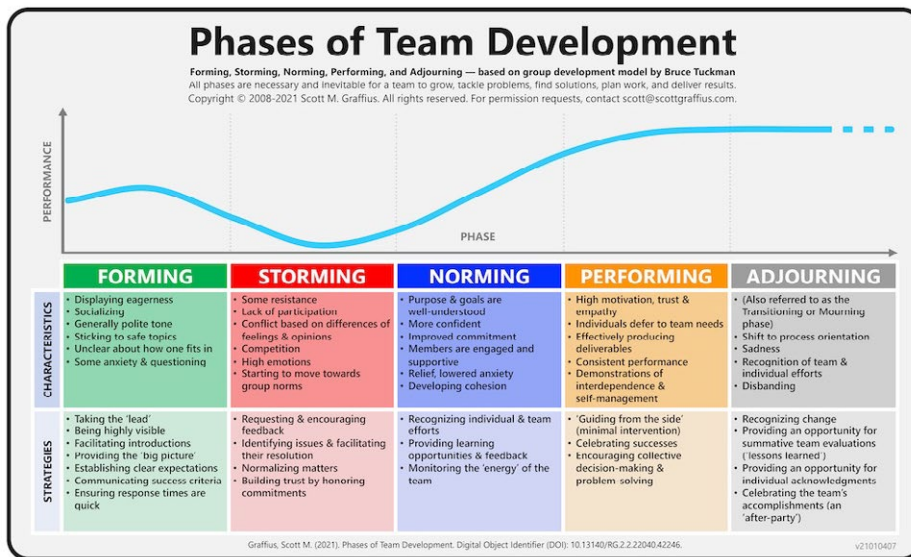 Phases of Team Development
Forming, Storming, Norming, Performing, and Adjourning — based on group development model by Bruce Tuckman
All phases are necessary and inevitable for a team to grow, tackle problems, find solutions, plan work, and deliver results.
Copyright © 2008-2021 Scott M. Graffius. All rights reserved. For permission requests, contact scott@scottgraffius.com.
PERFORMANCE
PHASE
FORMING
STORMING
NORMING
PERFORMING
ADJOURNING
CHARACTERISTICS
• Displaying eagerness
• Socializing
• Generally polite tone
• Sticking to safe topics
• Unclear about how one fits in
• Some anxiety & questioning
• Some resistance
• Lack of participation
• Conflict based on differences of
feelings & opinions
• Competition
• High emotions
• Starting to move towards
group norms
• Purpose & goals are
well-understood
• More confident
• Improved commitment
• Members are engaged and
supportive
• Relief, lowered anxiety
• Developing cohesion
• High motivation, trust &
empathy
• Individuals defer to team needs
• Effectively producing
deliverables
• Consistent performance
• Demonstrations of
interdependence &
self-management
• (Also referred to as the
Transitioning or Mourning
phase)
• Shift to process orientation
• Sadness
• Recognition of team &
individual efforts
• Disbanding
STRATEGIES
• Taking the 'lead'
• Being highly visible
• Facilitating introductions
• Providing the 'big picture'
• Establishing clear expectations
• Communicating success criteria
• Ensuring response times are
quick
• Requesting & encouraging
feedback
• Identifying issues & facilitating
their resolution
• Normalizing matters
• Building trust by honoring
commitments
• Recognizing individual & team
efforts
• Providing learning
opportunities & feedback
• Monitoring the 'energy' of the
team
• 'Guiding from the side'
(minimal intervention)
• Celebrating successes
• Encouraging collective
decision-making &
problem-solving
• Recognizing change
• Providing an opportunity for
summative team evaluations
('lessons learned')
• Providing an opportunity for
individual acknowledgments
• Celebrating the team's
accomplishments (an
'after-party')
Graffius, Scott M. (2021). Phases of Team Development. Digital Object Identifier (DOI): 10.13140/RG.2.2.22040.42246.
v21010407